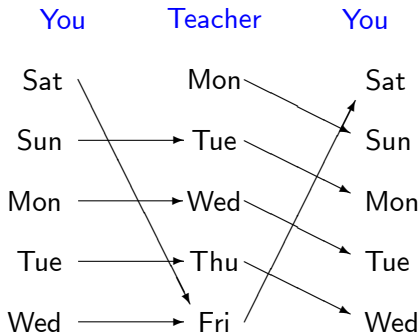 You Teacher You
Sat Mon Sat
Sun Tue Sun
Mon Wed Mon
Tue Thu Tue
Wed Fri Wed